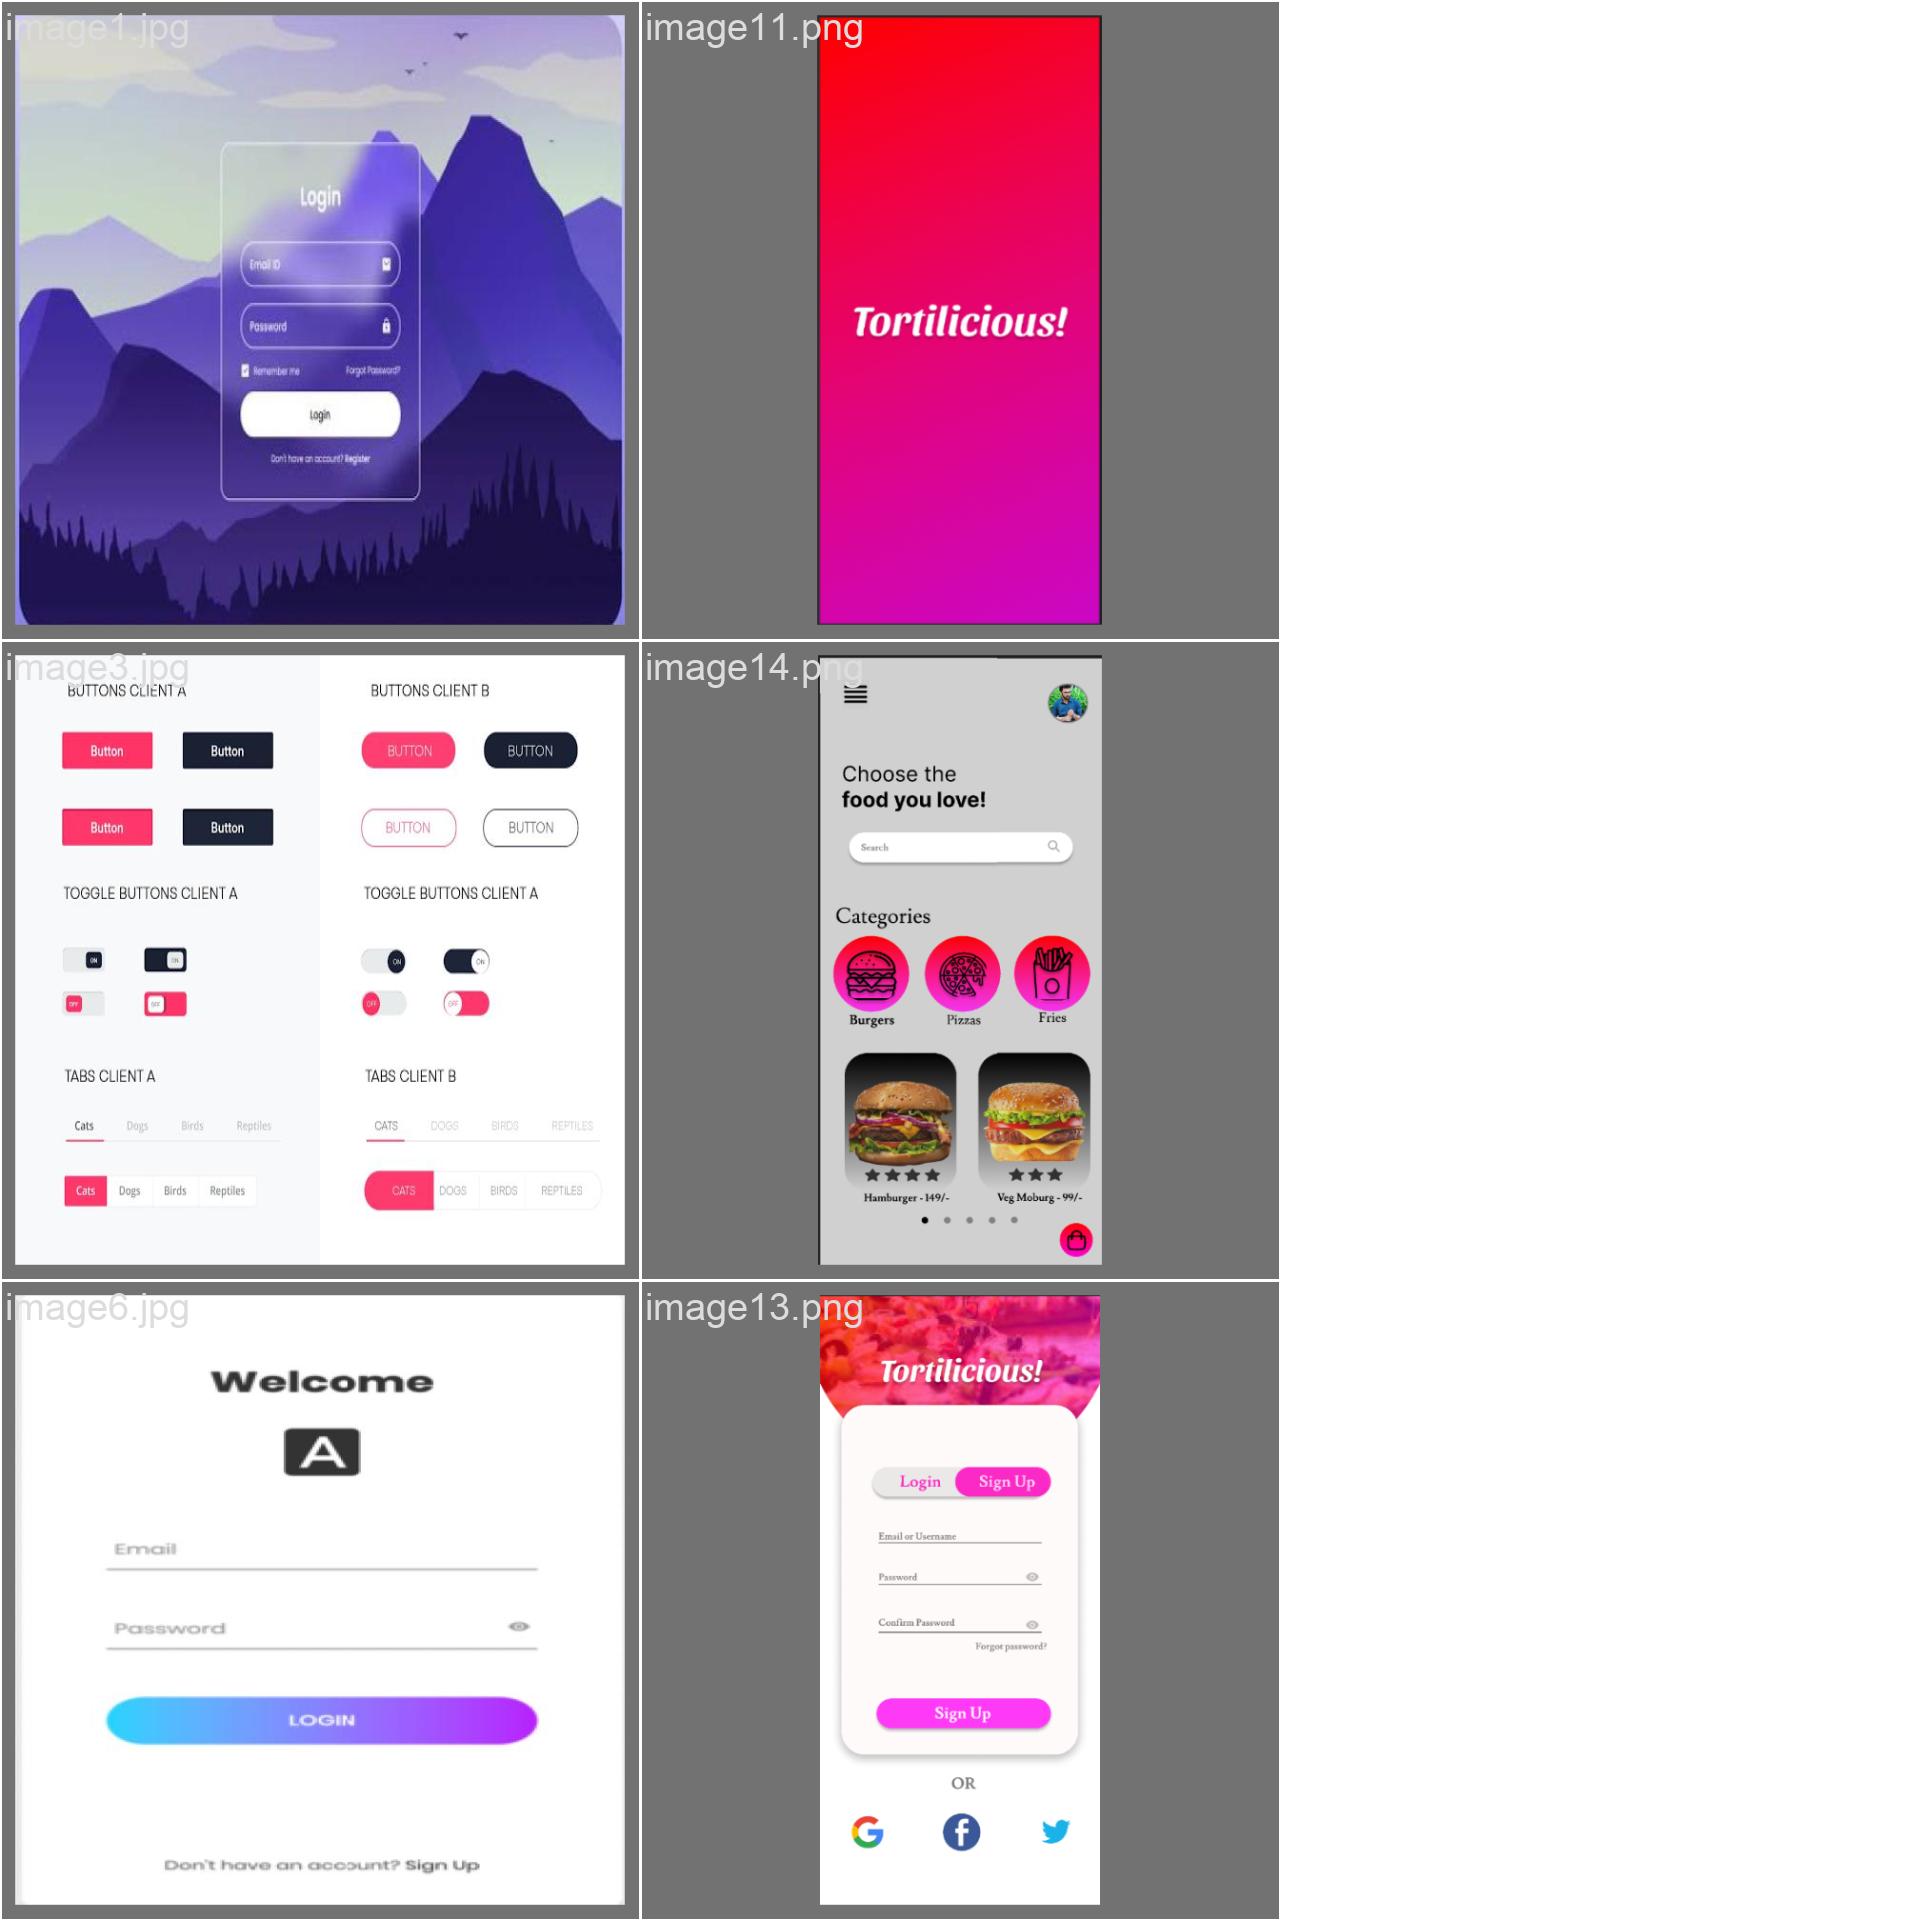 image1.jpg
Login
Email ID
Password
Remember me
Forgot Password?
Login
Don't have an account? Register
image11.png
Tortilicious!
image3.jpg
BUTTONS CLIENT A
BUTTONS CLIENT B
Button
Button
BUTTON
BUTTON
Button
Button
BUTTON
BUTTON
TOGGLE BUTTONS CLIENT A
TOGGLE BUTTONS CLIENT A
ON
ON
ON
ON
OFF
OFF
OFF
OFF
TABS CLIENT A
TABS CLIENT B
Cats Dogs Birds Reptiles
CATS DOGS BIRDS REPTILES
Cats Dogs Birds Reptiles
CATS DOGS BIRDS REPTILES
image14.png
Choose the
food you love!
Search
Categories
Burgers
Pizzas
Fries
Hamburger - 149/-
Veg Moburg - 99/-
image6.jpg
Welcome
A
Email
Password
LOGIN
Don't have an account? Sign Up
image13.png
Tortilicious!
Login
Sign Up
Email or Username
Password
Confirm Password
Forgot password?
Sign Up
OR
G
f